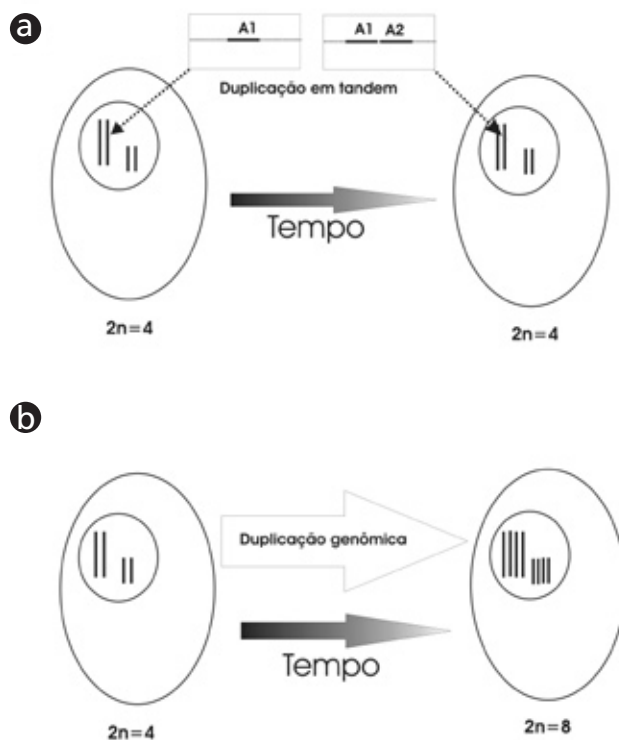 a
A1
A1 A2
Duplicação em tandem
Tempo
2n=4
2n=4
b
Duplicação genômica
Tempo
2n=4
2n=8